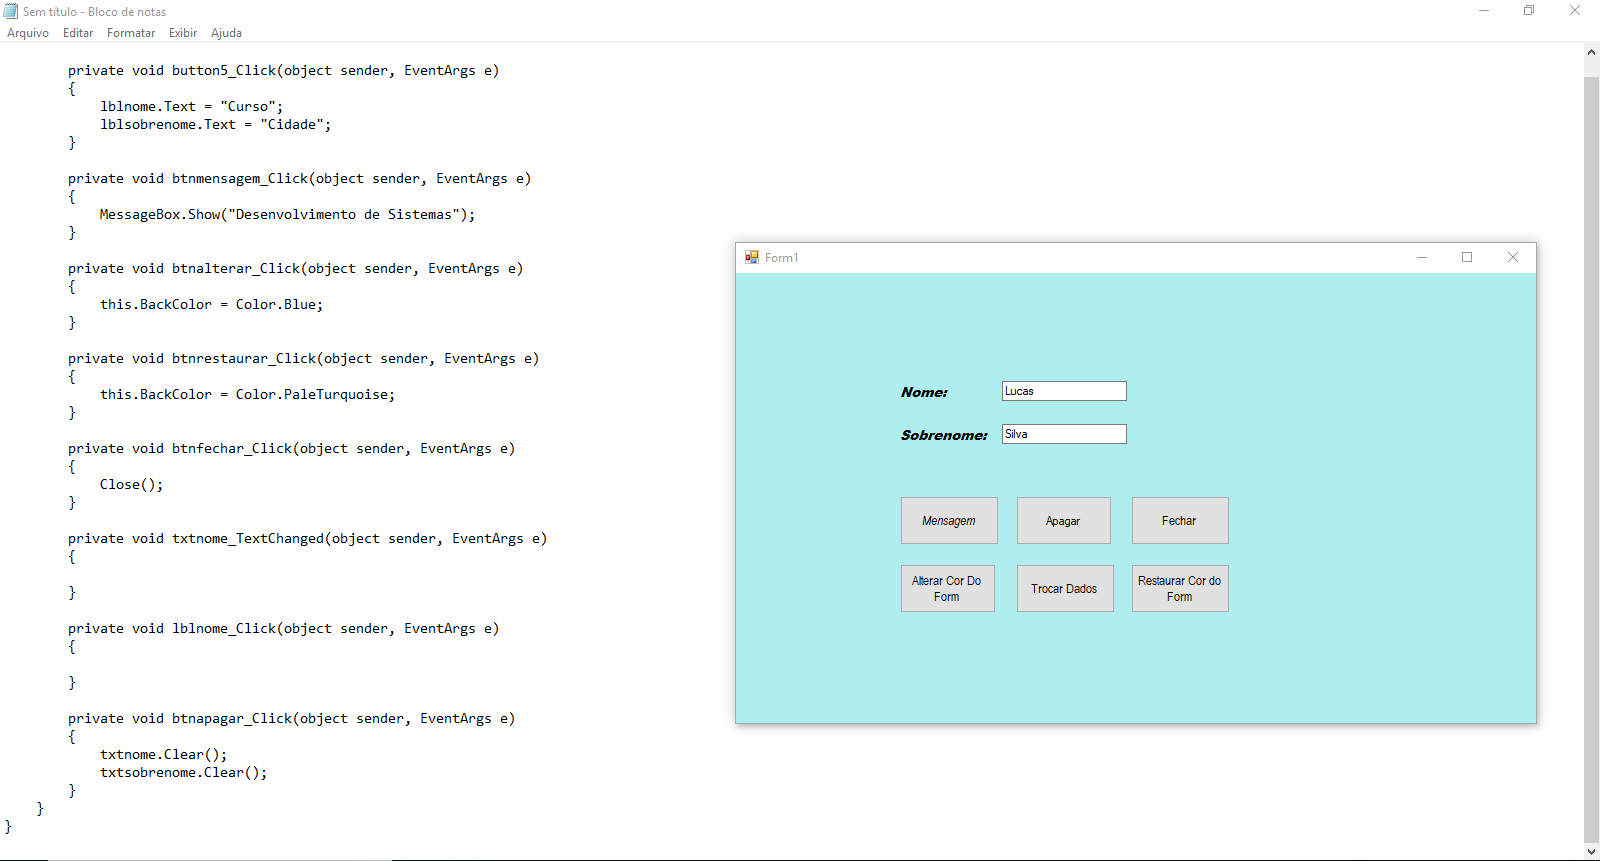 Sem título - Bloco de notas
Arquivo Editar Formatar Exibir Ajuda
        private void button5_Click(object sender, EventArgs e)
        {
            lblnome.Text = "Curso";
            lblsobrenome.Text = "Cidade";
        }

        private void btnmensagem_Click(object sender, EventArgs e)
        {
            MessageBox.Show("Desenvolvimento de Sistemas");
        }

        private void btnalterar_Click(object sender, EventArgs e)
        {
            this.BackColor = Color.Blue;
        }

        private void btnrestaurar_Click(object sender, EventArgs e)
        {
            this.BackColor = Color.PaleTurquoise;
        }

        private void btnfechar_Click(object sender, EventArgs e)
        {
            Close();
        }

        private void txtnome_TextChanged(object sender, EventArgs e)
        {

        }

        private void lblnome_Click(object sender, EventArgs e)
        {

        }

        private void btnapagar_Click(object sender, EventArgs e)
        {
            txtnome.Clear();
            txtsobrenome.Clear();
        }
    }
}
Form1
Nome: Lucas
Sobrenome: Silva
Mensagem
Apagar
Fechar
Alterar Cor Do
Form
Trocar Dados
Restaurar Cor do
Form